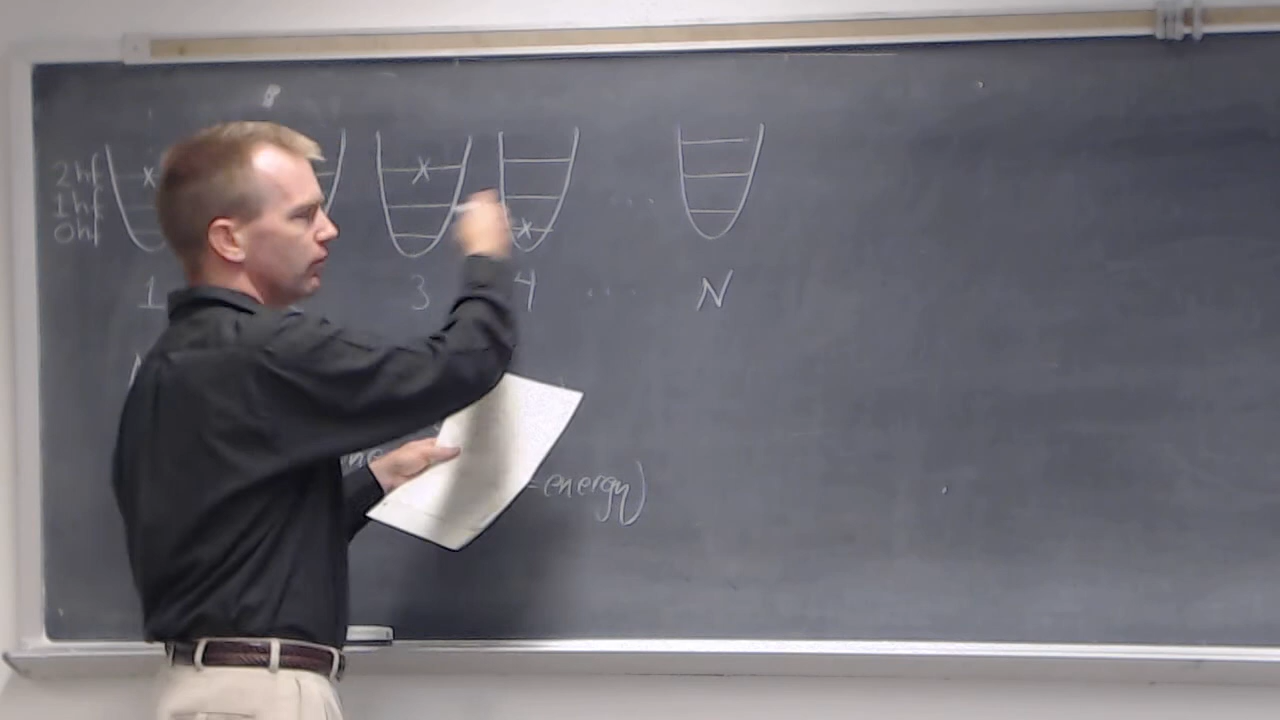 2hf
1hf
0hf
1 3 4 .... N
=energy)